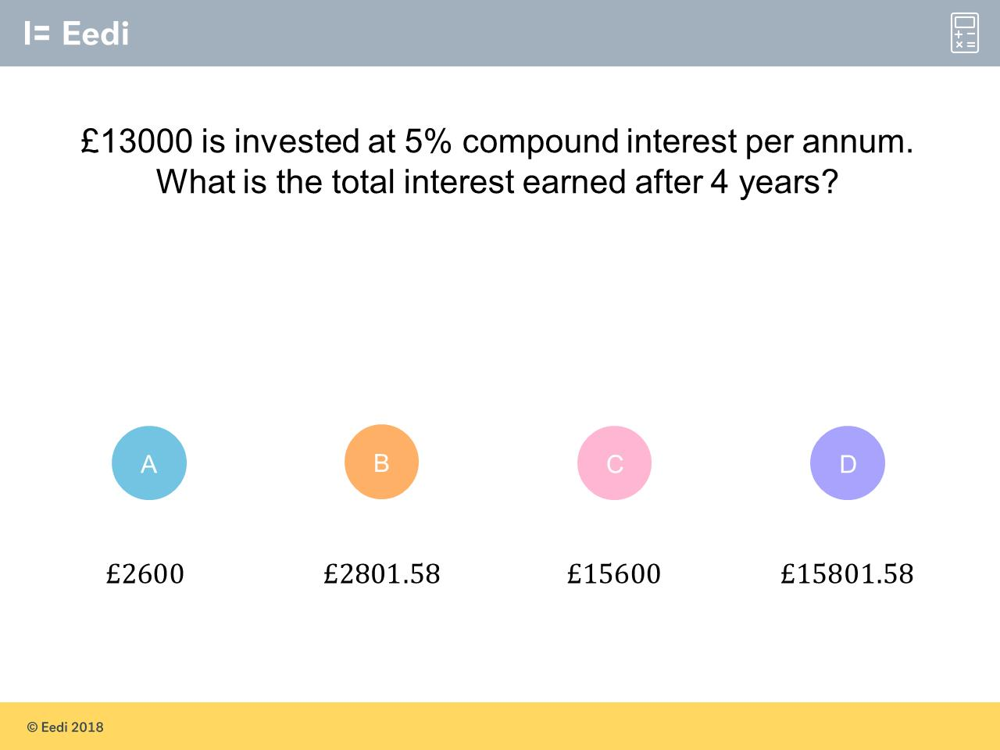 Eedi
£13000 is invested at 5% compound interest per annum.
What is the total interest earned after 4 years?
A
B
C
D
£2600
£2801.58
£15600
£15801.58
© Eedi 2018